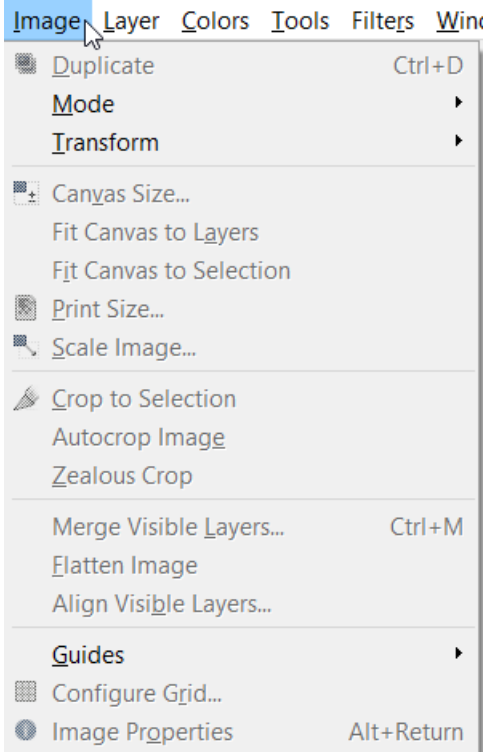 Image Layer Colors Tools Filters Wind
Duplicate Ctrl+D
Mode
Transform
Canvas Size...
Fit Canvas to Layers
Fit Canvas to Selection
Print Size...
Scale Image...
Crop to Selection
Autocrop Image
Zealous Crop
Merge Visible Layers... Ctrl+M
Flatten Image
Align Visible Layers...
Guides
Configure Grid...
Image Properties Alt+Return